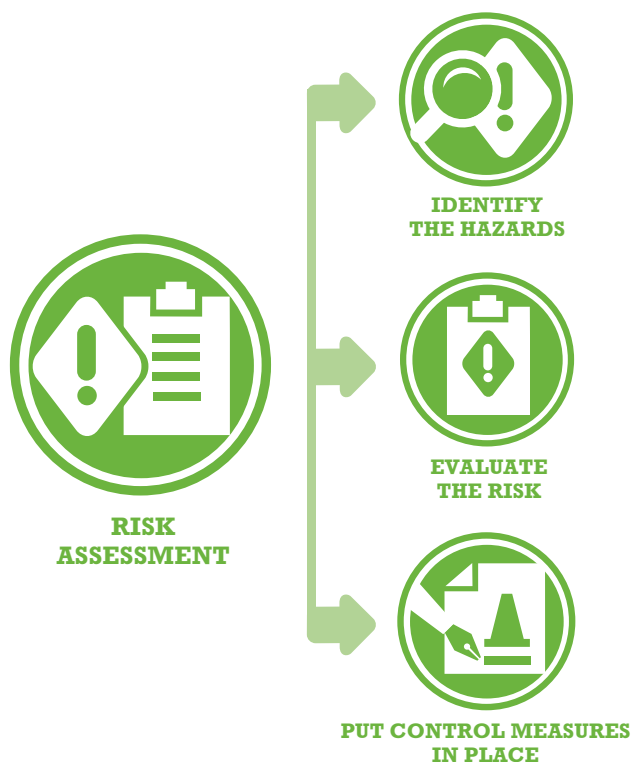 IDENTIFY
THE HAZARDS
EVALUATE
THE RISK
RISK
ASSESSMENT
PUT CONTROL MEASURES
IN PLACE